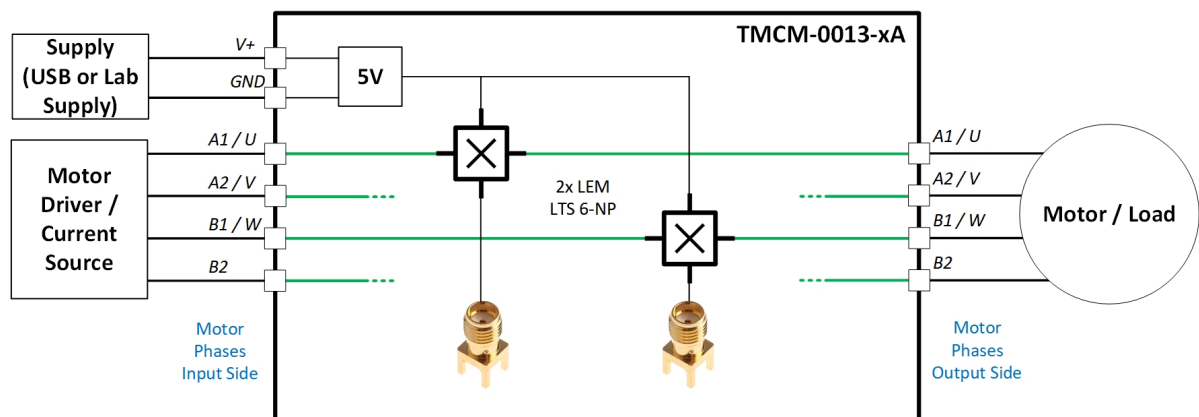 TMCM-0013-xA
Supply
(USB or Lab
Supply)
V+
GND
5V
Motor
Driver /
Current
Source
A1 / U
A2 / V
B1 / W
B2
2x LEM
LTS 6-NP
A1 / U
A2 / V
B1 / W
B2
Motor / Load
Motor
Phases
Input Side
Motor
Phases
Output Side